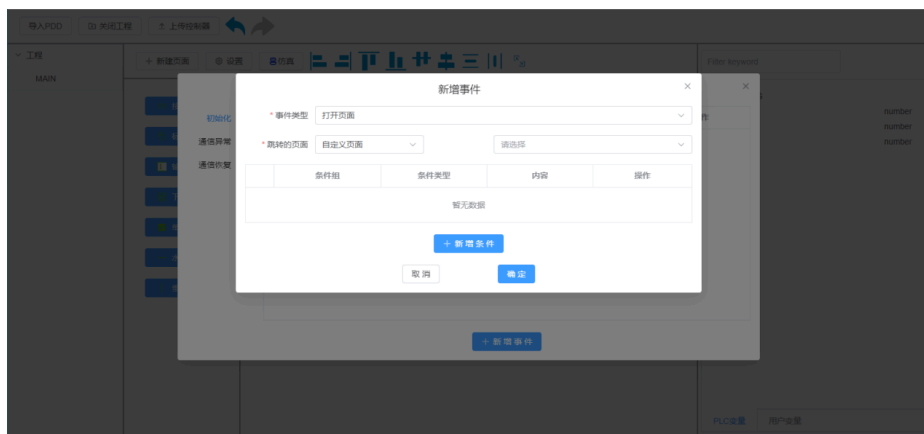 导入PDD 关闭工程 上传控制器
工程
MAIN
+ 新建页面 设置 仿真
Filter keyword
新增事件
初始化
通信异常
通信恢复
* 事件类型 打开页面
* 跳转的页面 自定义页面 请选择
条件组 条件类型 内容 操作
暂无数据
+ 新增条件
取消 确定
number
number
number
+ 新增事件
PLC变量 用户变量